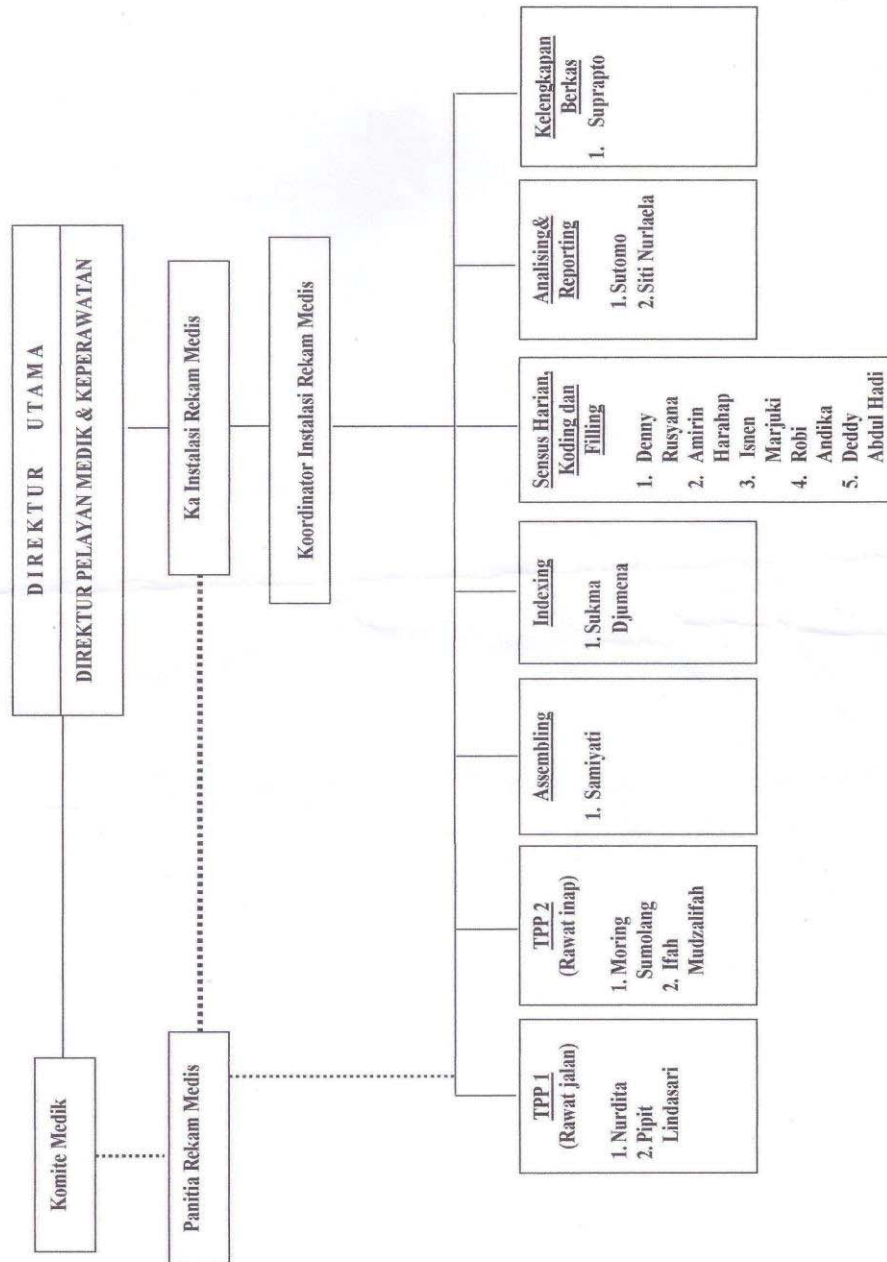 DIREKTUR UTAMA
DIREKTUR PELAYAN MEDIK & KEPERAWATAN
Komite Medik
Panitia Rekam Medis
Ka Instalasi Rekam Medis
Koordinator Instalasi Rekam Medis
TPP 1
(Rawat jalan)
1. Nurdita
2. Pipit
Lindasari
TPP 2
(Rawat inap)
1. Moring
Sumolang
2. Ifah
Mudzalifah
Assembling
1. Samiyati
Indexing
1. Sukma
Djumena
Sensus Harian,
Koding dan
Filling
1. Denny
Rusyana
2. Amirin
Harahap
3. Isnen
Marjuki
4. Robi
Andika
5. Deddy
Abdul Hadi
Analising&
Reporting
1. Sutomo
2. Siti Nurlaela
Kelengkapan
Berkas
1. Suprapto